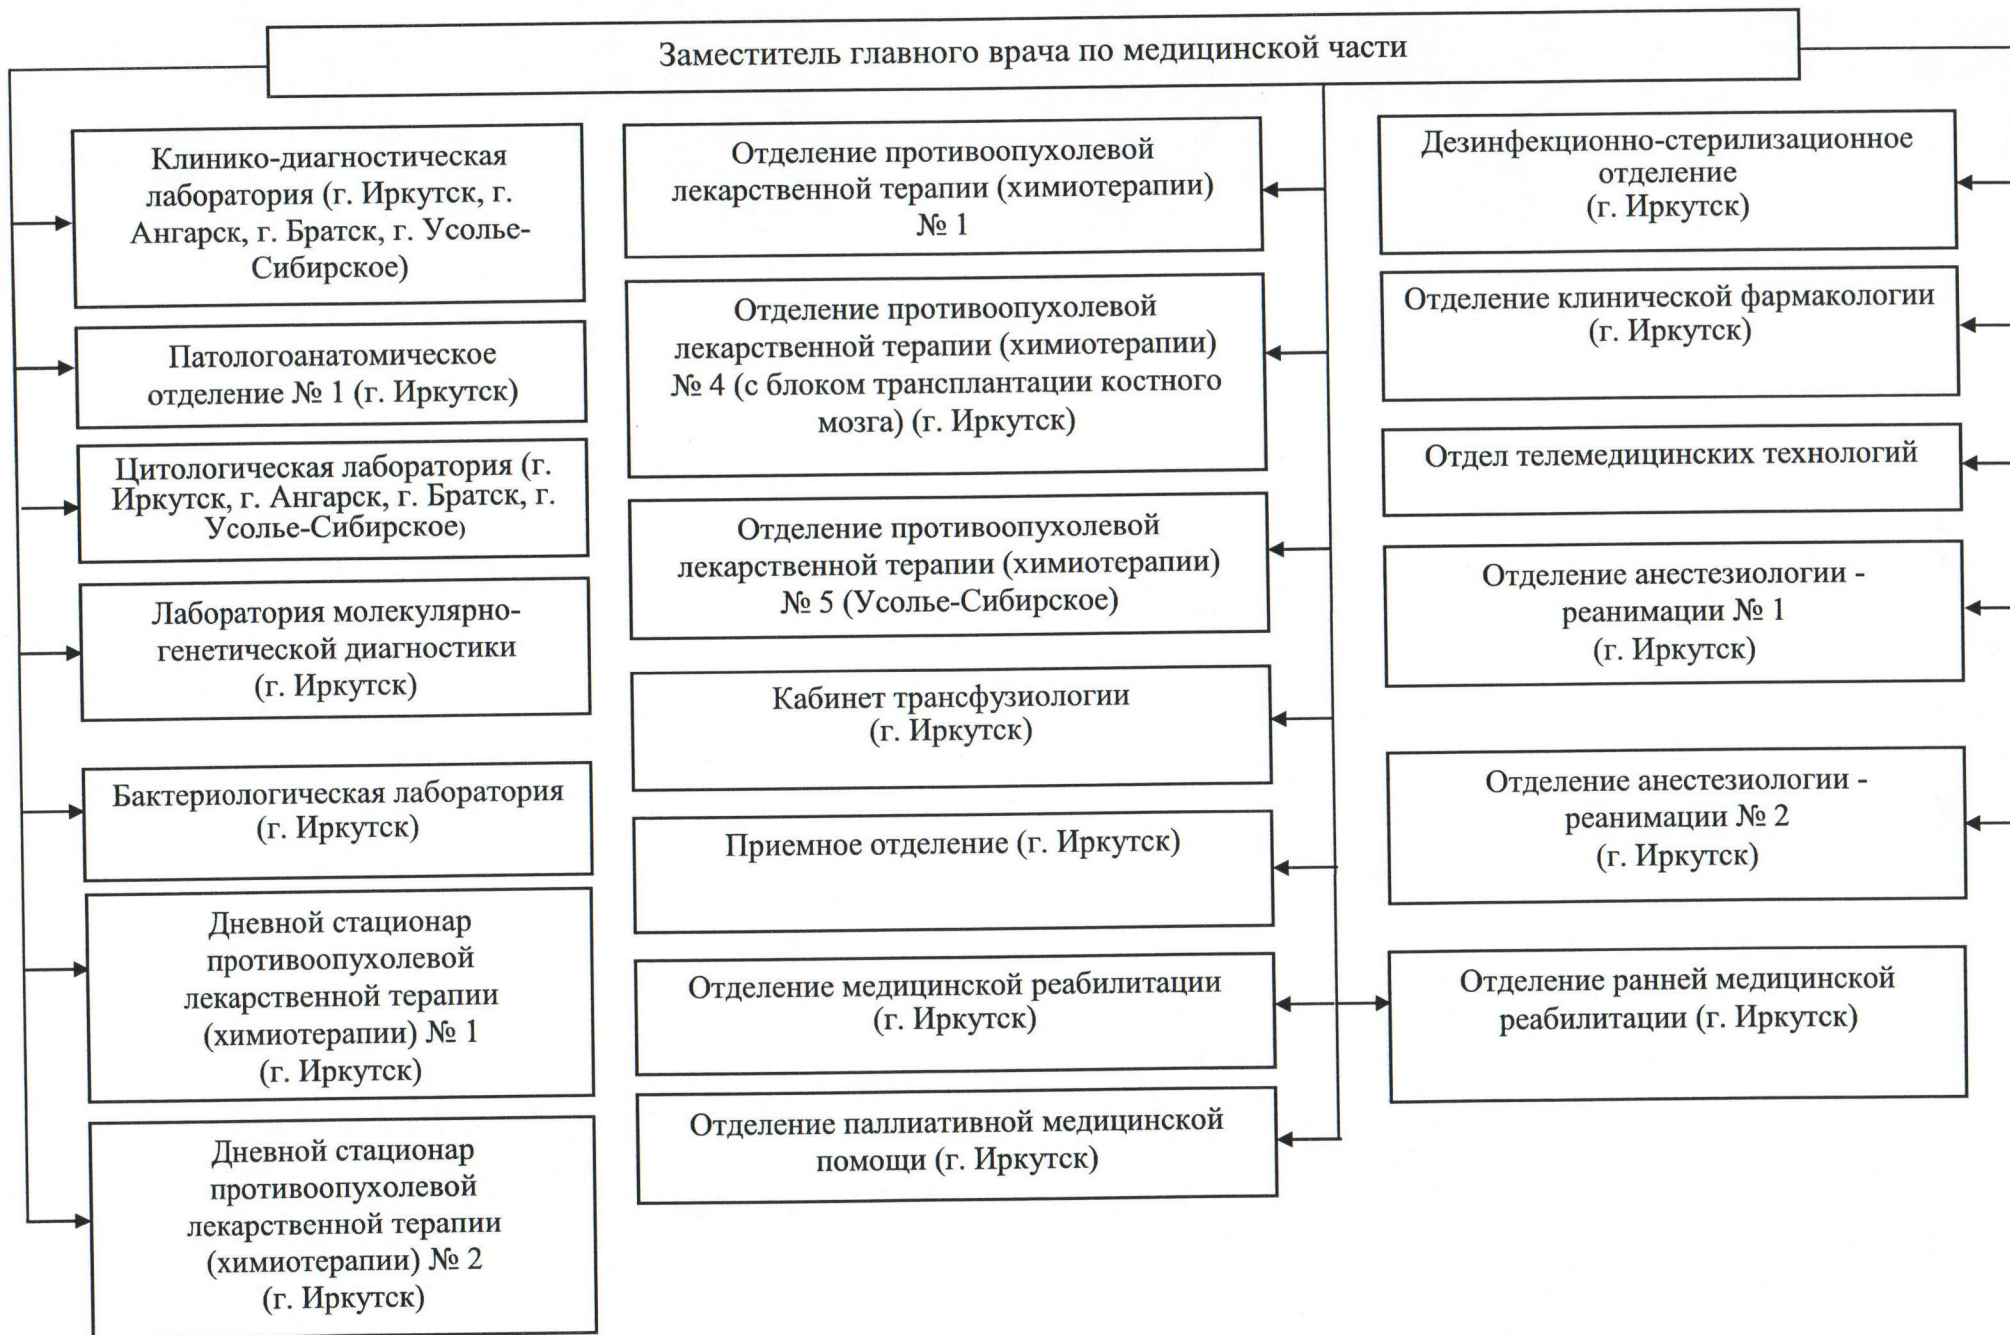 Заместитель главного врача по медицинской части
Клинико-диагностическая
лаборатория (г. Иркутск, г.
Ангарск, г. Братск, г. Усолье-
Сибирское)
Патологоанатомическое
отделение № 1 (г. Иркутск)
Цитологическая лаборатория (г.
Иркутск, г. Ангарск, г. Братск, г.
Усолье-Сибирское)
Лаборатория молекулярно-
генетической диагностики
(г. Иркутск)
Бактериологическая лаборатория
(г. Иркутск)
Дневной стационар
противоопухолевой
лекарственной терапии
(химиотерапии) № 1
(г. Иркутск)
Дневной стационар
противоопухолевой
лекарственной терапии
(химиотерапии) № 2
(г. Иркутск)
Отделение противоопухолевой
лекарственной терапии (химиотерапии)
№ 1
Отделение противоопухолевой
лекарственной терапии (химиотерапии)
№ 4 (с блоком трансплантации костного
мозга) (г. Иркутск)
Отделение противоопухолевой
лекарственной терапии (химиотерапии)
№ 5 (Усолье-Сибирское)
Кабинет трансфузиологии
(г. Иркутск)
Приемное отделение (г. Иркутск)
Отделение медицинской реабилитации
(г. Иркутск)
Отделение паллиативной медицинской
помощи (г. Иркутск)
Дезинфекционно-стерилизационное
отделение
(г. Иркутск)
Отделение клинической фармакологии
(г. Иркутск)
Отдел телемедицинских технологий
Отделение анестезиологии -
реанимации № 1
(г. Иркутск)
Отделение анестезиологии -
реанимации № 2
(г. Иркутск)
Отделение ранней медицинской
реабилитации (г. Иркутск)